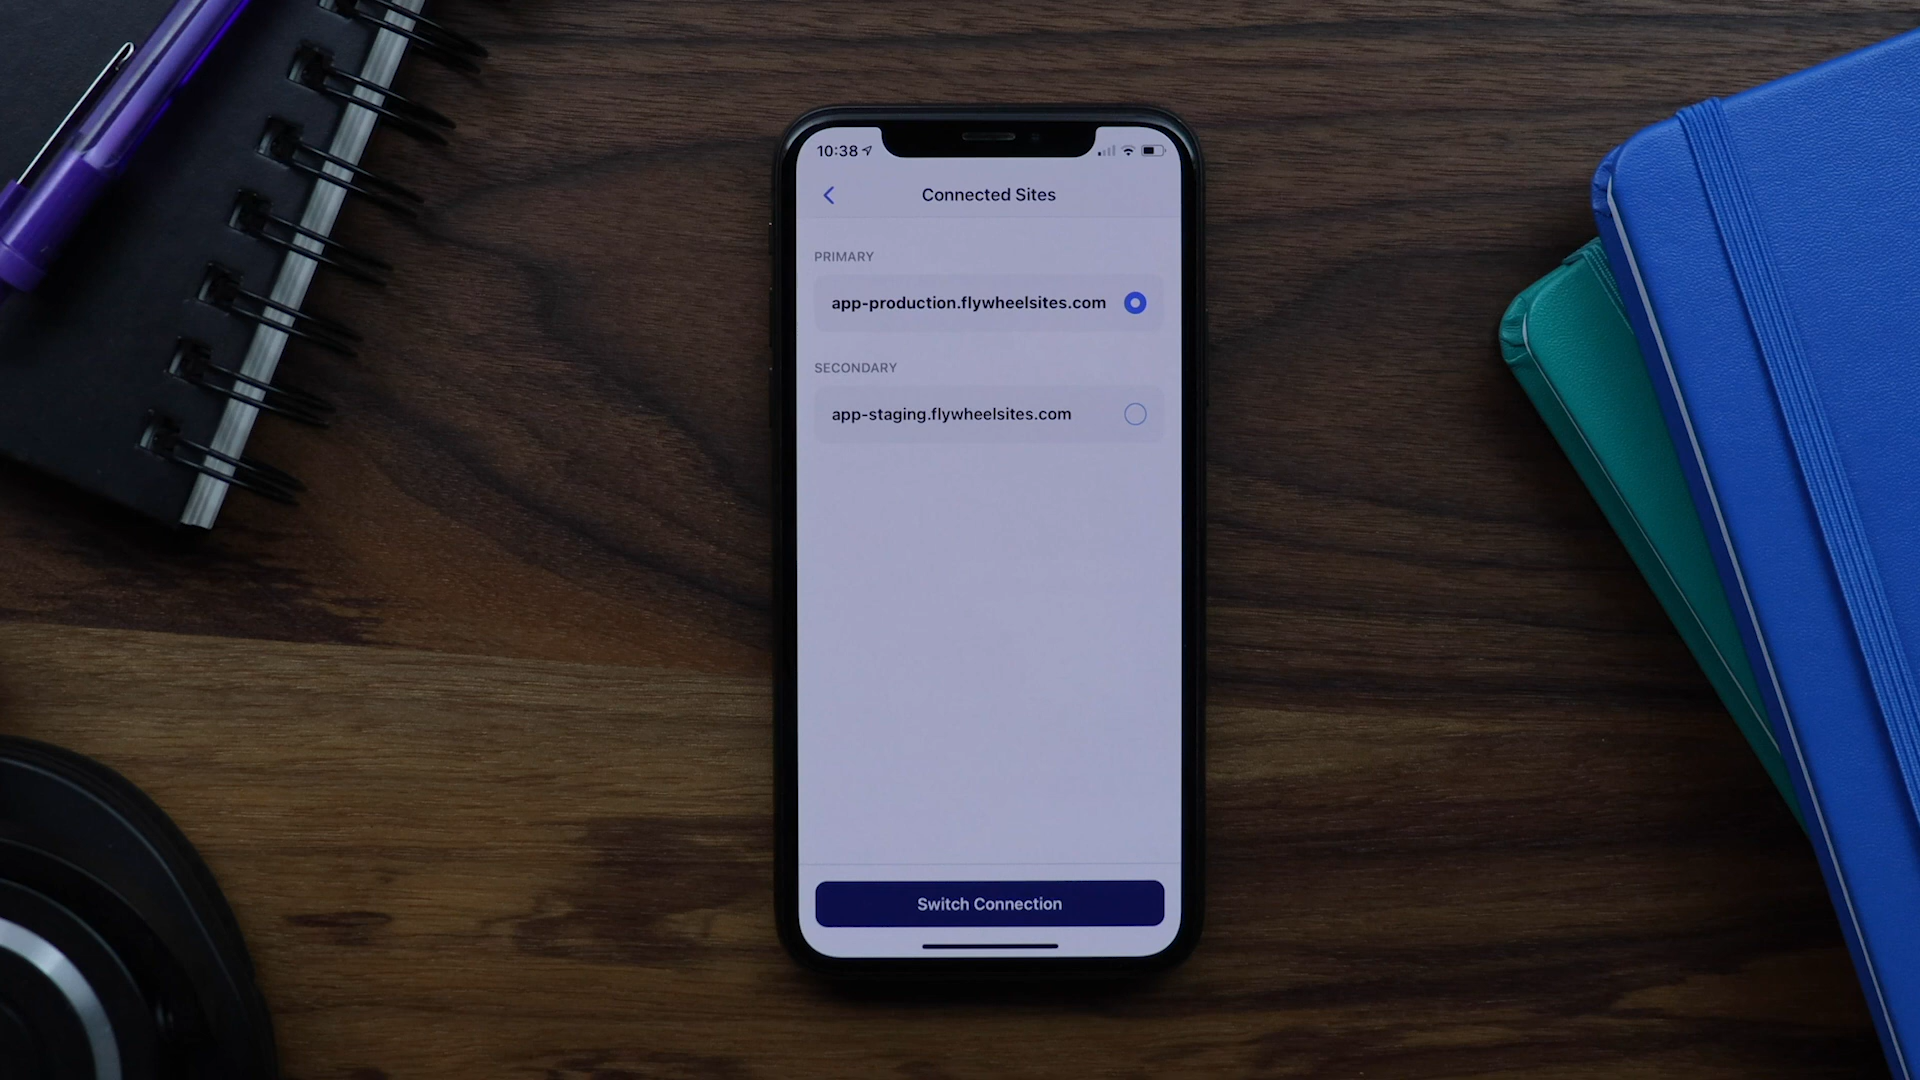 10:38
Connected Sites
PRIMARY
app-production.flywheelsites.com
SECONDARY
app-staging.flywheelsites.com
Switch Connection